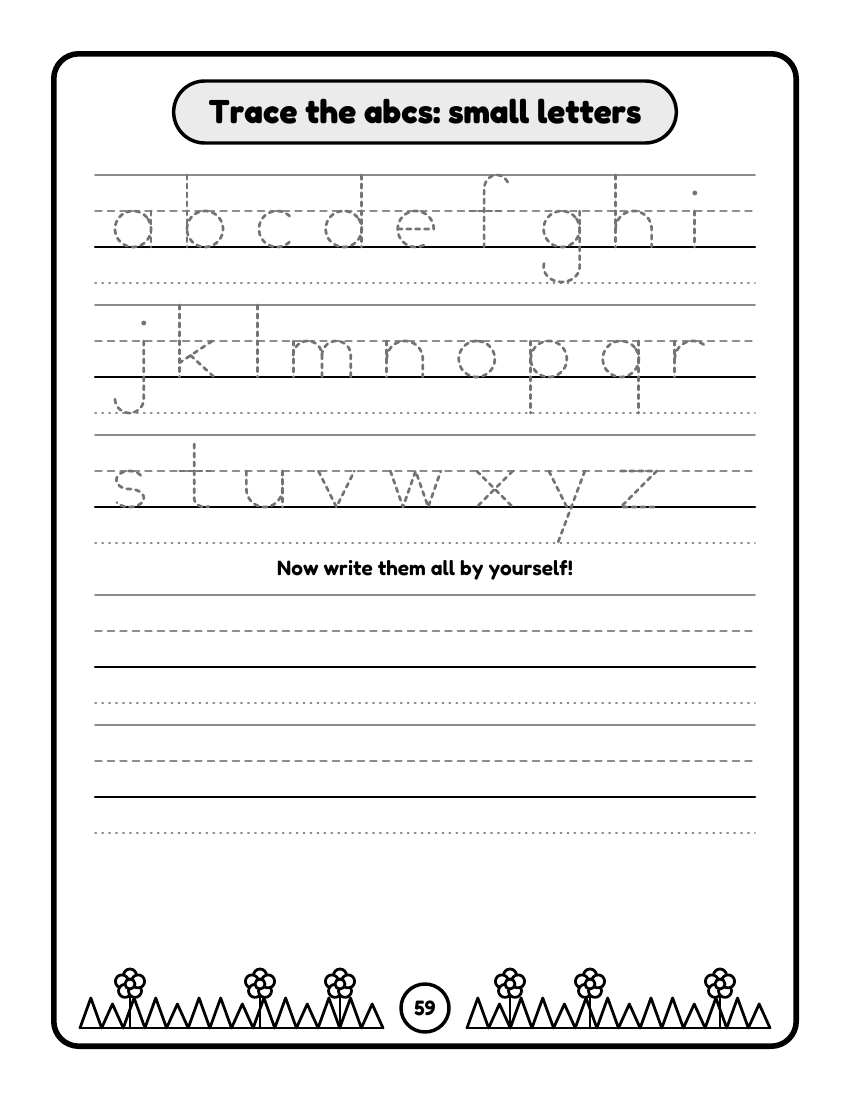 Trace the abcs: small letters
a b c d e f g h i
j k l m n o p q r
s t u v w x y z
Now write them all by yourself!
59